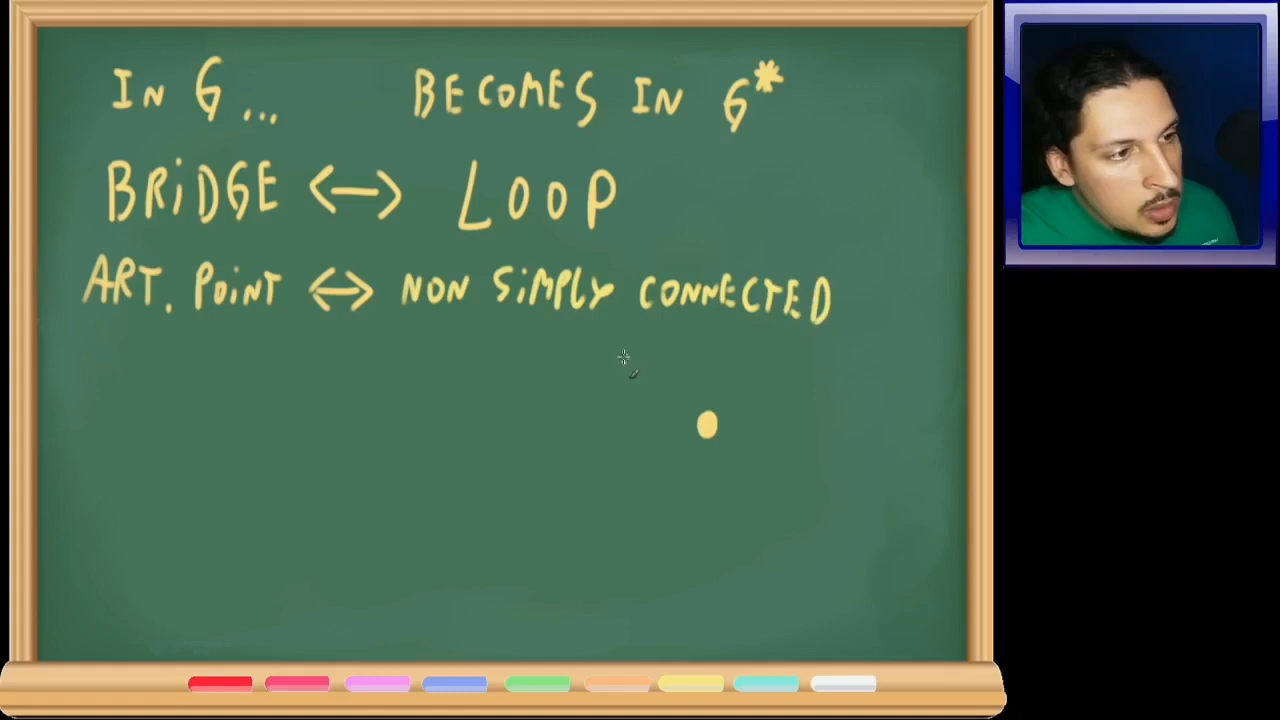 IN G... BECOMES IN G*
BRiDGE <-> LOOP
ART. POiNT <-> NON SiMPLY CONNECTED